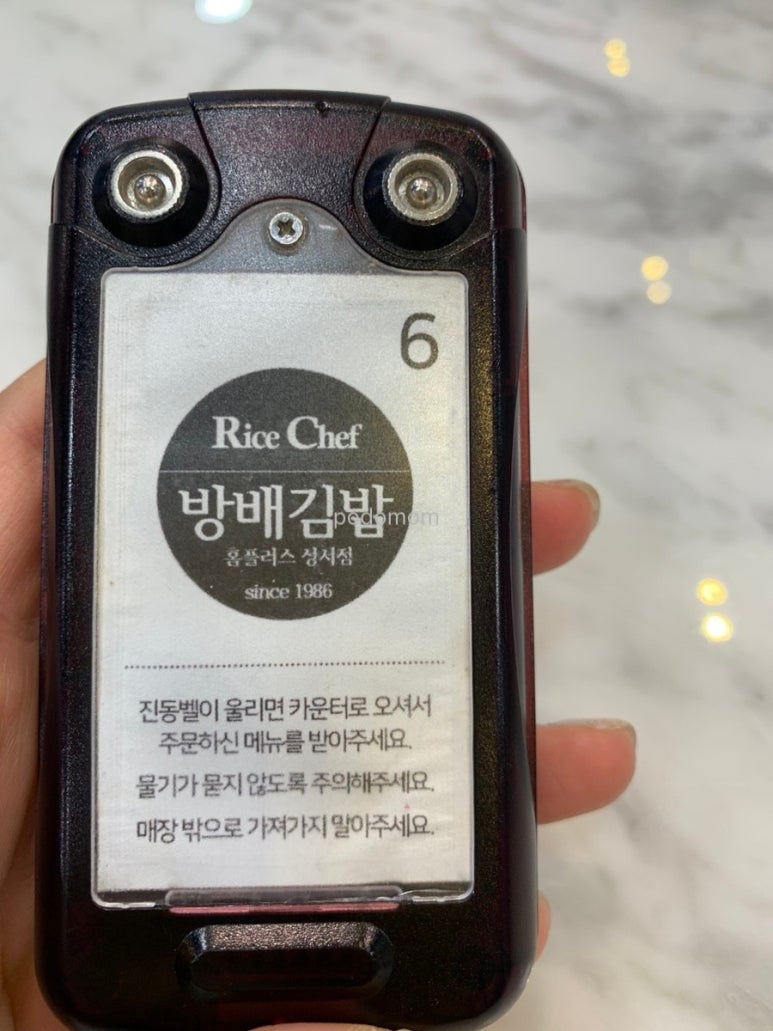 6
Rice Chef
방배김밥
podomom
홈플러스 성서점
since 1986
진동벨이 울리면 카운터로 오셔서
주문하신 메뉴를 받아주세요.
물기가 묻지 않도록 주의해주세요.
매장 밖으로 가져가지 말아주세요.